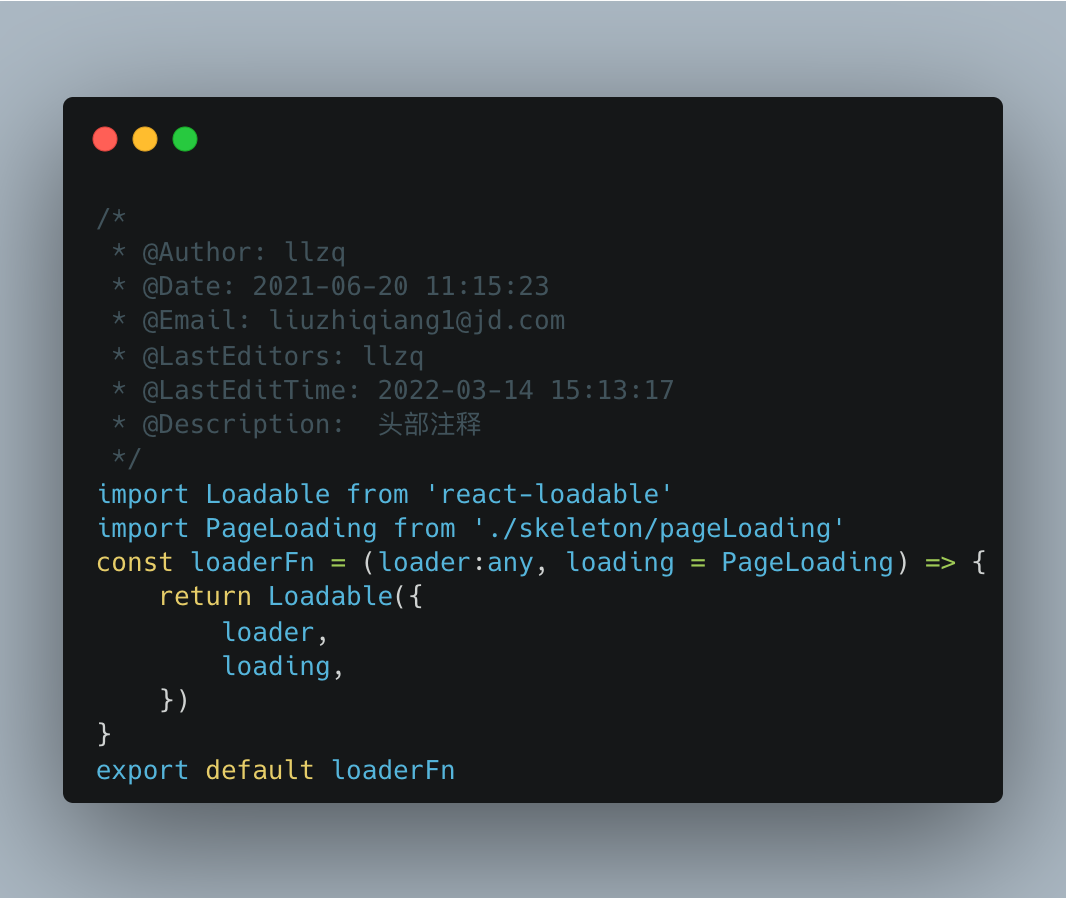 /*
 * @Author: llzq
 * @Date: 2021-06-20 11:15:23
 * @Email: liuzhiqiang1@jd.com
 * @LastEditors: llzq
 * @LastEditTime: 2022-03-14 15:13:17
 * @Description:  头部注释
 */
import Loadable from 'react-loadable'
import PageLoading from './skeleton/pageLoading'
const loaderFn = (loader:any, loading = PageLoading) => {
    return Loadable({
        loader,
        loading,
    })
}
export default loaderFn